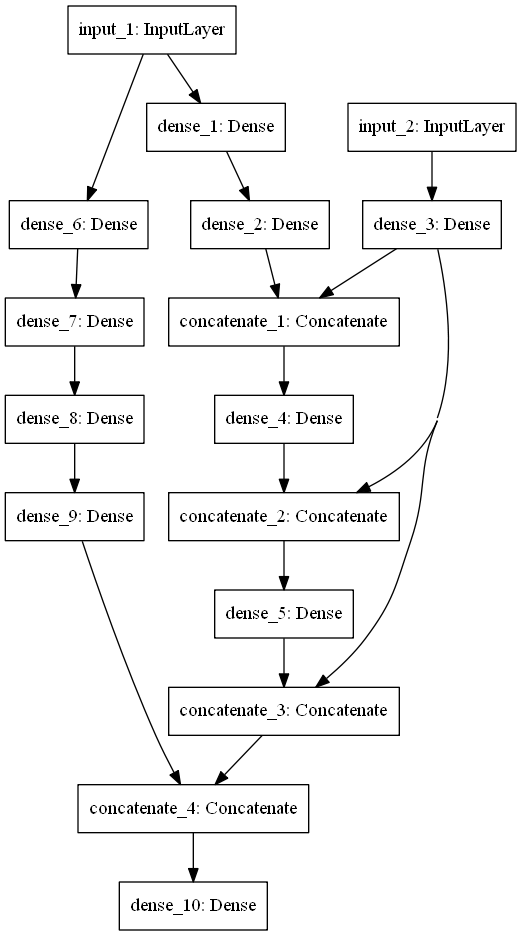 input_1: InputLayer
dense_1: Dense
input_2: InputLayer
dense_6: Dense
dense_2: Dense
dense_3: Dense
dense_7: Dense
concatenate_1: Concatenate
dense_8: Dense
dense_4: Dense
dense_9: Dense
concatenate_2: Concatenate
dense_5: Dense
concatenate_3: Concatenate
concatenate_4: Concatenate
dense_10: Dense